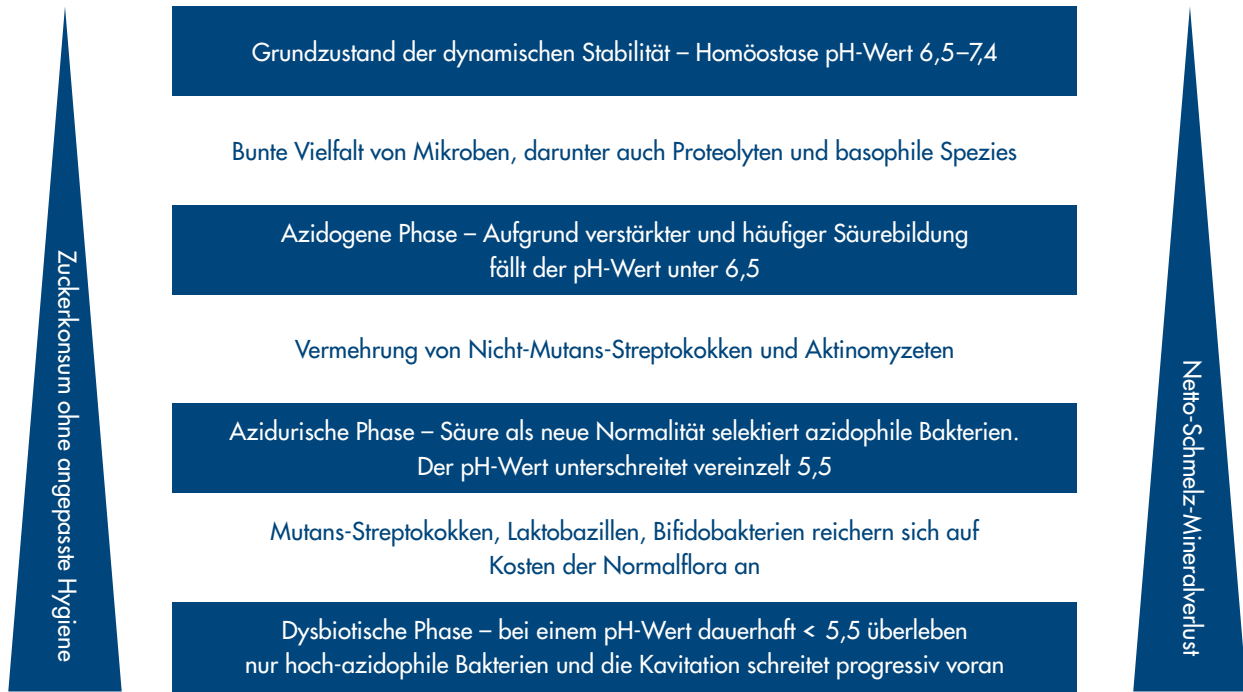 Grundzustand der dynamischen Stabilität – Homöostase pH-Wert 6,5–7,4
Bunte Vielfalt von Mikroben, darunter auch Proteolyten und basophile Spezies
Azidogene Phase – Aufgrund verstärkter und häufiger Säurebildung
fällt der pH-Wert unter 6,5
Vermehrung von Nicht-Mutans-Streptokokken und Aktinomyzeten
Azidurische Phase – Säure als neue Normalität selektiert azidophile Bakterien.
Der pH-Wert unterschreitet vereinzelt 5,5
Mutans-Streptokokken, Laktobazillen, Bifidobakterien reichern sich auf
Kosten der Normalflora an
Dysbiotische Phase – bei einem pH-Wert dauerhaft < 5,5 überleben
nur hoch-azidophile Bakterien und die Kavitation schreitet progressiv voran
Zuckerkonsum ohne angepasste Hygiene
Netto-Schmelz-Mineralverlust